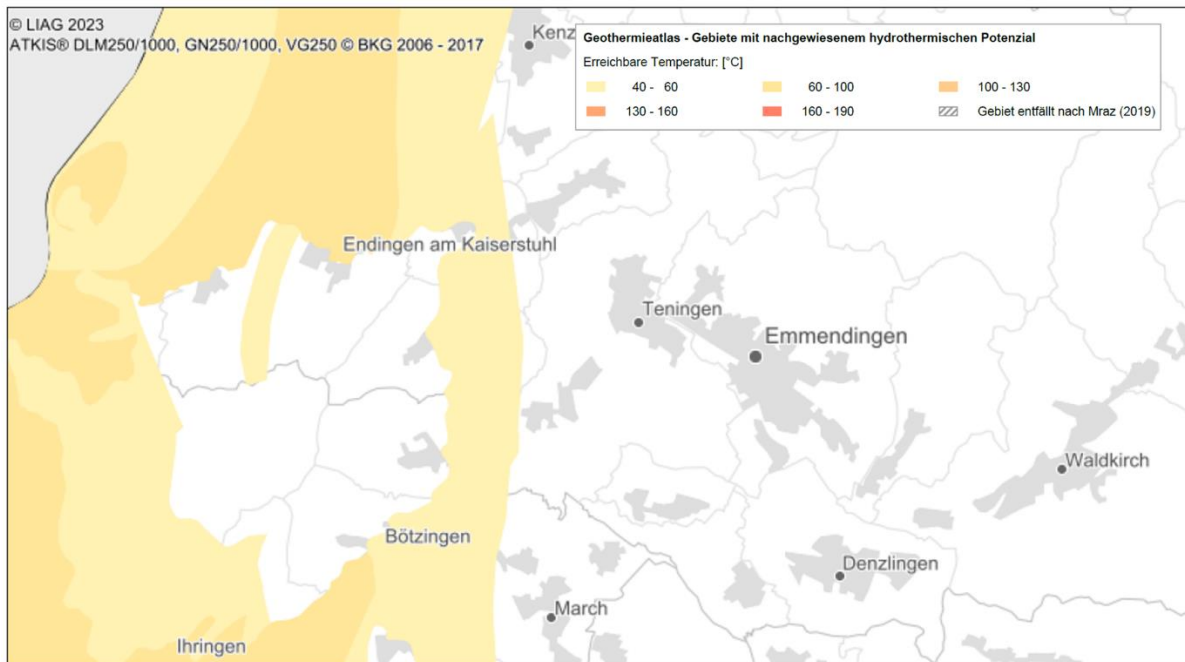 © LIAG 2023
ATKIS® DLM250/1000, GN250/1000, VG250 © BKG 2006 - 2017
Kenz
Geothermieatlas - Gebiete mit nachgewiesenem hydrothermischen Potenzial
Erreichbare Temperatur: [°C]
40 - 60 60 - 100 100 - 130
130 - 160 160 - 190 Gebiet entfällt nach Mraz (2019)
Endingen am Kaiserstuhl
Teningen
Emmendingen
Waldkirch
Bötzingen
Denzlingen
March
Ihringen